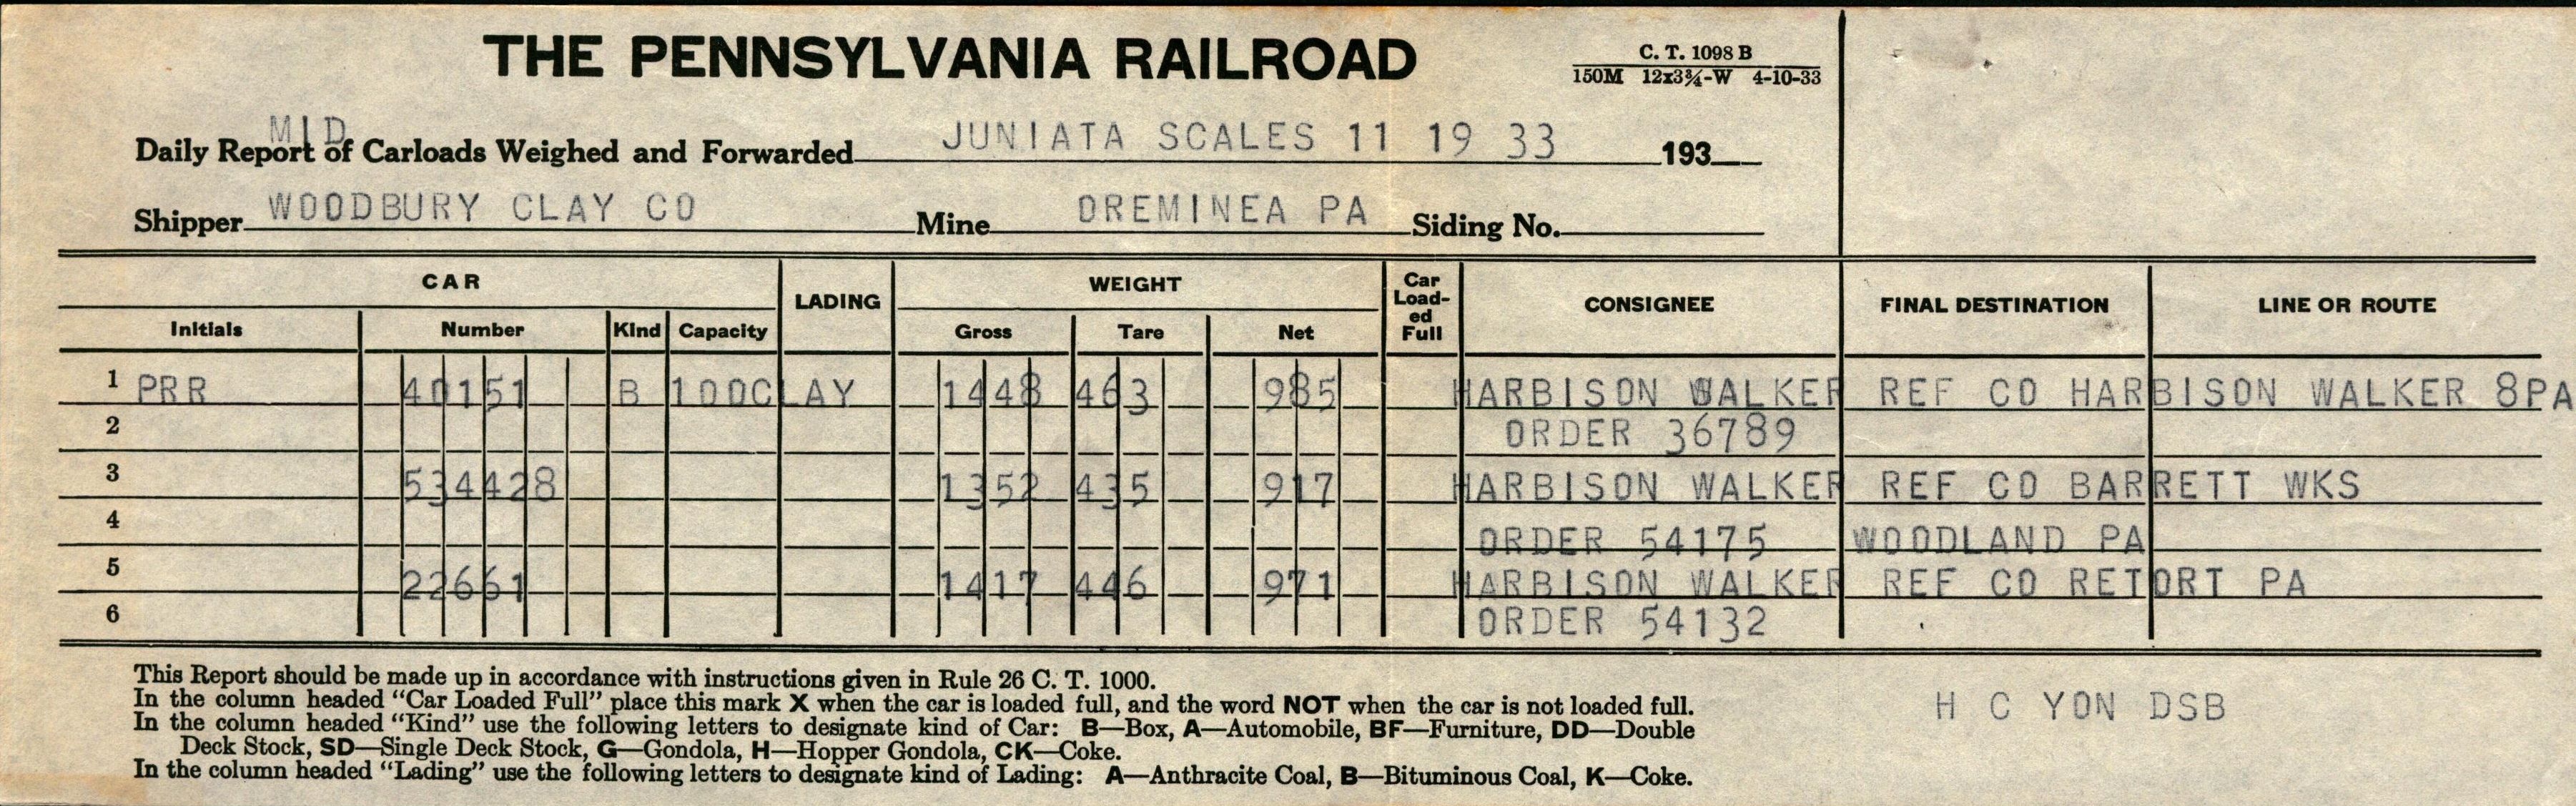 THE PENNSYLVANIA RAILROAD
C. T. 1098 B
150M 12x3¾-W 4-10-33
MID
Daily Report of Carloads Weighed and Forwarded JUNIATA SCALES 11 19 33 193
Shipper WOODBURY CLAY CO Mine OREMINEA PA Siding No.
CAR LADING WEIGHT Car Load-ed Full CONSIGNEE FINAL DESTINATION LINE OR ROUTE
Initials Number Kind Capacity Gross Tare Net
1 PRR 40151 B 100CLAY 1448 463 985 HARBISON WALKER REF CO HARBISON WALKER 8PA
2 ORDER 36789
3 534428 1352 435 917 HARBISON WALKER REF CO BARRETT WKS
4 ORDER 54175 WOODLAND PA
5 22661 1417 446 971 HARBISON WALKER REF CO RETORT PA
6 ORDER 54132
This Report should be made up in accordance with instructions given in Rule 26 C. T. 1000.
In the column headed “Car Loaded Full” place this mark X when the car is loaded full, and the word NOT when the car is not loaded full.
In the column headed “Kind” use the following letters to designate kind of Car: B—Box, A—Automobile, BF—Furniture, DD—Double
Deck Stock, SD—Single Deck Stock, G—Gondola, H—Hopper Gondola, CK—Coke.
In the column headed “Lading” use the following letters to designate kind of Lading: A—Anthracite Coal, B—Bituminous Coal, K—Coke.
H C YON DSB